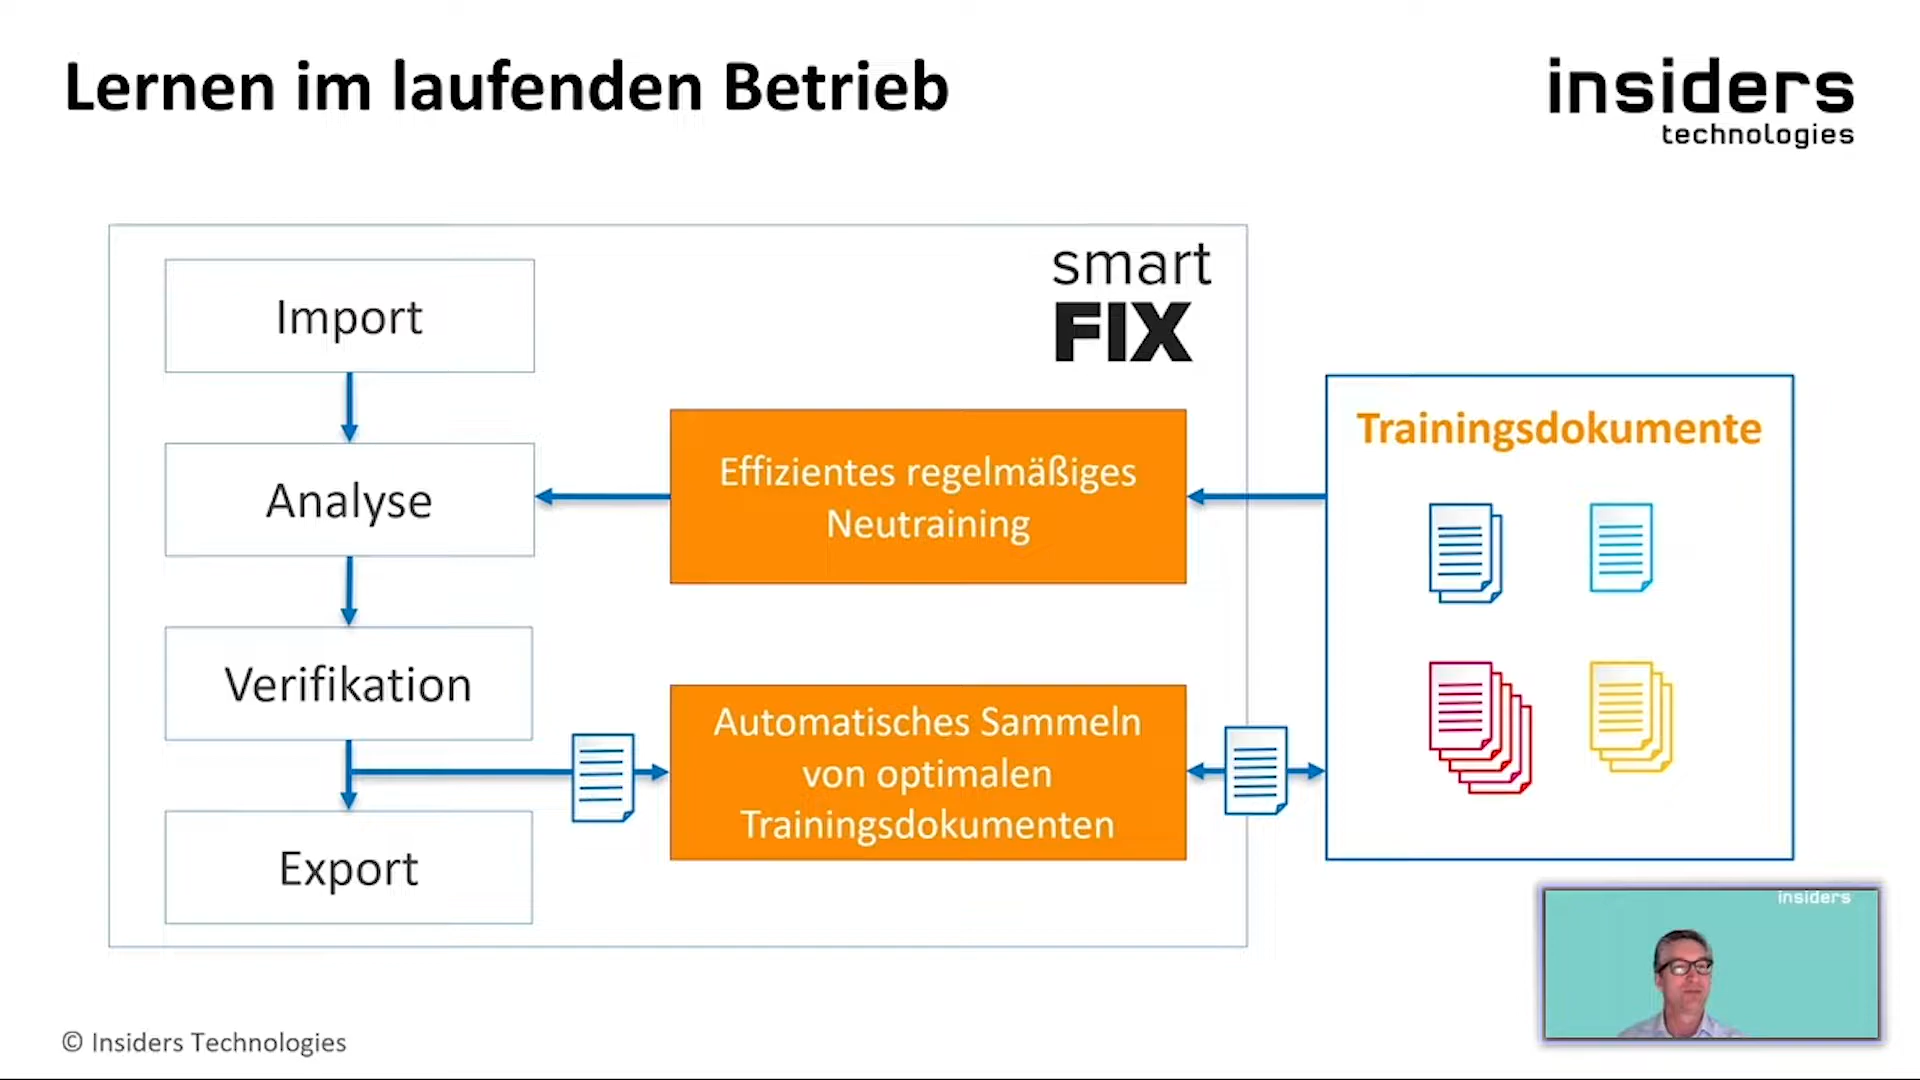 Lernen im laufenden Betrieb
insiders
technologies
smart
FIX
Import
Analyse
Verifikation
Export
Effizientes regelmäßiges
Neutraining
Automatisches Sammeln
von optimalen
Trainingsdokumenten
Trainingsdokumente
insiders
© Insiders Technologies